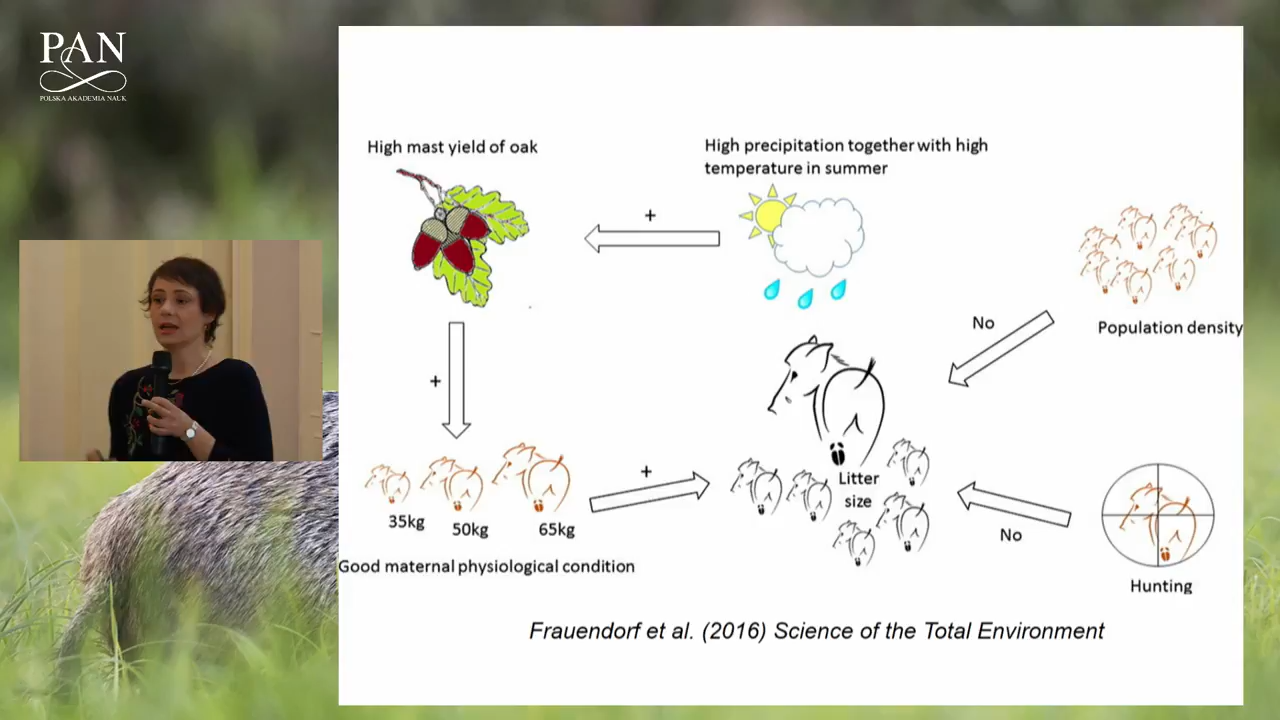 PAN
POLSKA AKADEMIA NAUK
High mast yield of oak
High precipitation together with high
temperature in summer
+
No
Population density
+
+
Litter
size
35kg
50kg
65kg
No
Good maternal physiological condition
Hunting
Frauendorf et al. (2016) Science of the Total Environment